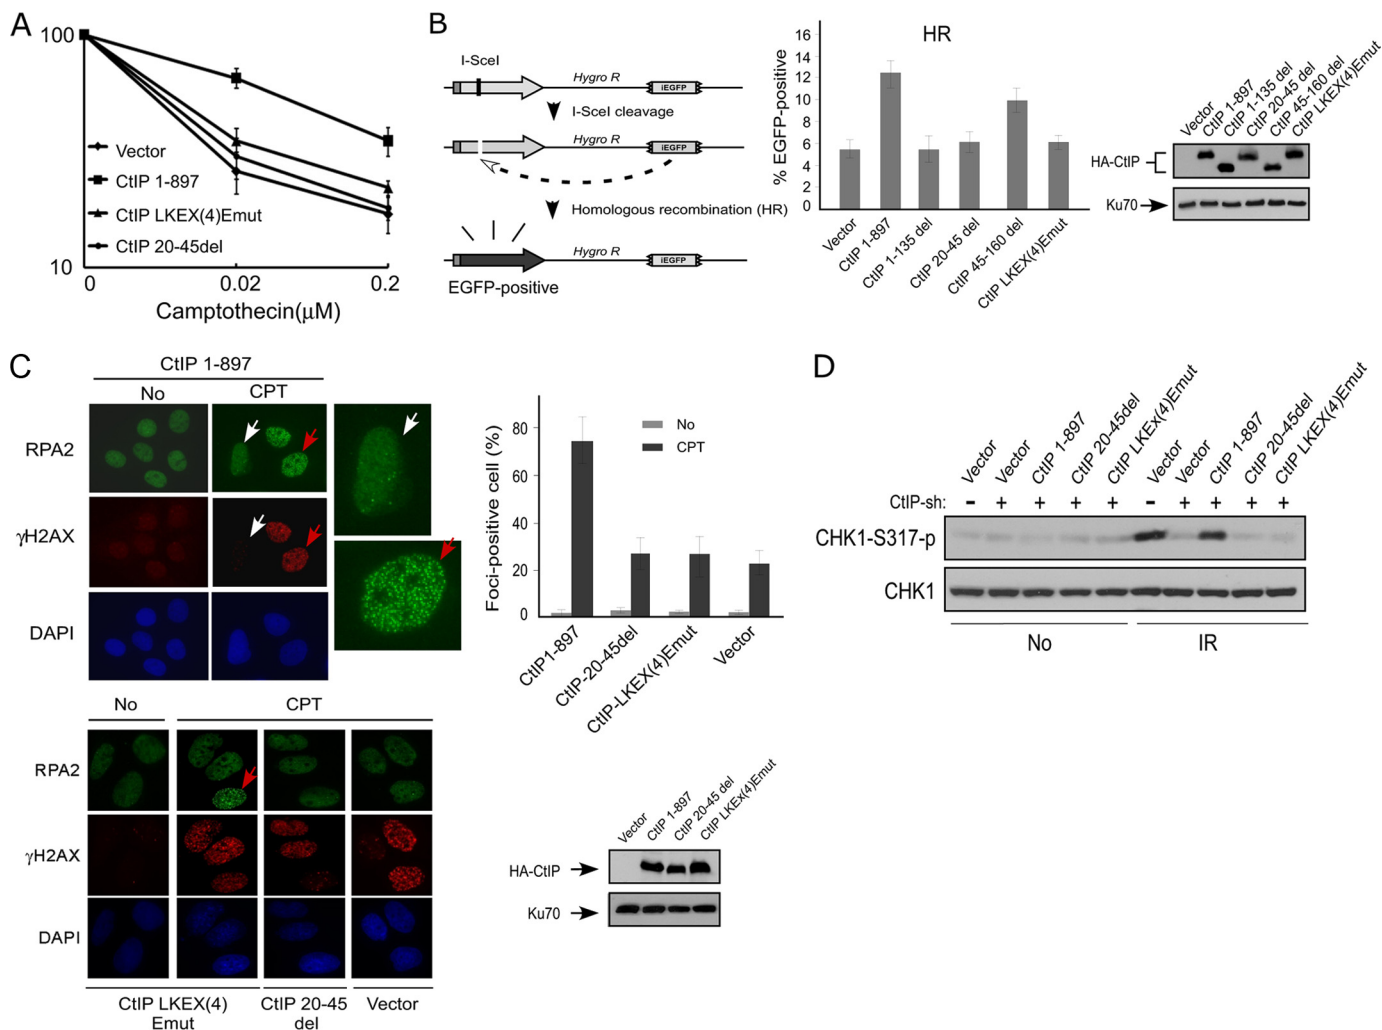 A
100
10
0
0.02
0.2
Camptothecin(μM)
Vector
CtIP 1-897
CtIP LKEX(4)Emut
CtIP 20-45del
B
I-SceI
Hygro R
iEGFP
I-SceI cleavage
Hygro R
iEGFP
Homologous recombination (HR)
Hygro R
iEGFP
EGFP-positive
HR
% EGFP-positive
16
14
12
10
8
6
4
2
0
Vector
CtIP 1-897
CtIP 1-135 del
CtIP 20-45 del
CtIP 45-160 del
CtIP LKEX(4)Emut
Vector
CtIP 1-897
CtIP 1-135 del
CtIP 20-45 del
CtIP 45-160 del
CtIP LKEX(4)Emut
HA-CtIP
Ku70
C
CtIP 1-897
No
CPT
RPA2
γH2AX
DAPI
Foci-positive cell (%)
80
60
40
20
0
No
CPT
CtIP1-897
CtIP-20-45del
CtIP-LKEX(4)Emut
Vector
No
CPT
RPA2
γH2AX
DAPI
CtIP LKEX(4)
Emut
CtIP 20-45
del
Vector
Vector
CtIP 1-897
CtIP 20-45 del
CtIP LKEx(4)Emut
HA-CtIP
Ku70
D
Vector
Vector
CtIP 1-897
CtIP 20-45del
CtIP LKEX(4)Emut
Vector
Vector
CtIP 1-897
CtIP 20-45del
CtIP LKEX(4)Emut
CtIP-sh: - + + + + - + + + +
CHK1-S317-p
CHK1
No
IR